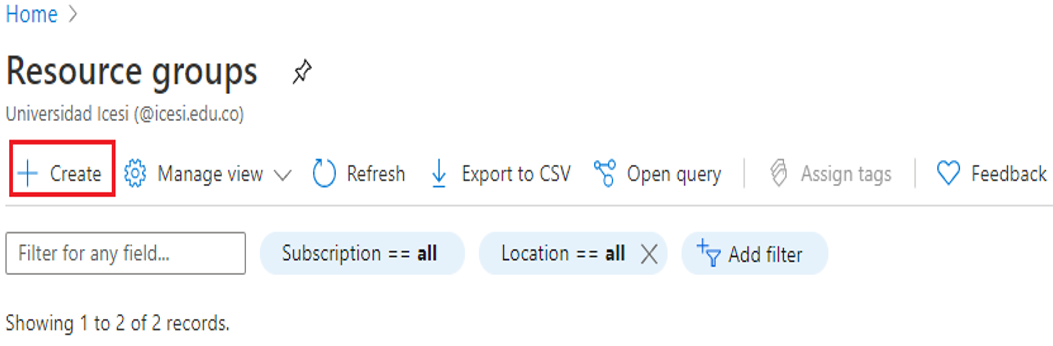 Home
Resource groups
Universidad Icesi (@icesi.edu.co)
Create Manage view Refresh Export to CSV Open query Assign tags Feedback
Filter for any field... Subscription == all Location == all Add filter
Showing 1 to 2 of 2 records.